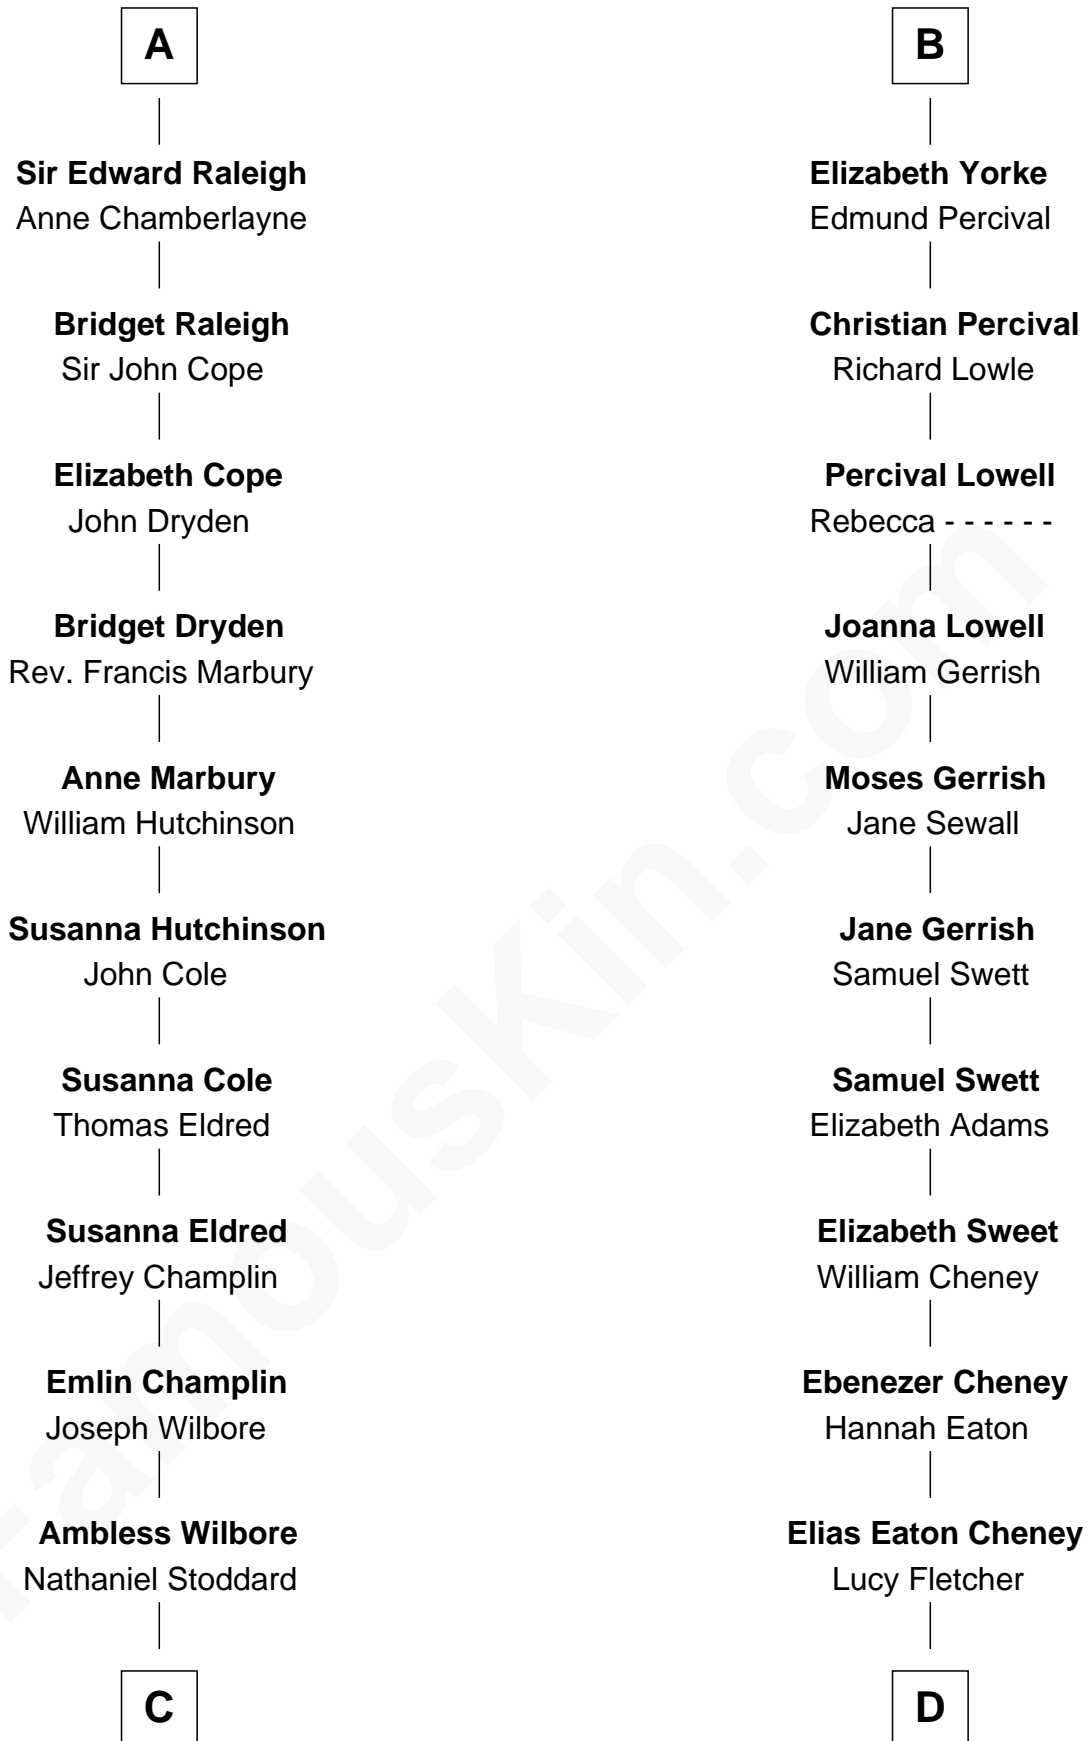 A
Sir Edward Raleigh
Anne Chamberlayne
Bridget Raleigh
Sir John Cope
Elizabeth Cope
John Dryden
Bridget Dryden
Rev. Francis Marbury
Anne Marbury
William Hutchinson
Susanna Hutchinson
John Cole
Susanna Cole
Thomas Eldred
Susanna Eldred
Jeffrey Champlin
Emlin Champlin
Joseph Wilbore
Ambless Wilbore
Nathaniel Stoddard
C
B
Elizabeth Yorke
Edmund Percival
Christian Percival
Richard Lowle
Percival Lowell
Rebecca - - - - - -
Joanna Lowell
William Gerrish
Moses Gerrish
Jane Sewall
Jane Gerrish
Samuel Swett
Samuel Swett
Elizabeth Adams
Elizabeth Sweet
William Cheney
Ebenezer Cheney
Hannah Eaton
Elias Eaton Cheney
Lucy Fletcher
D
FamousKin.com